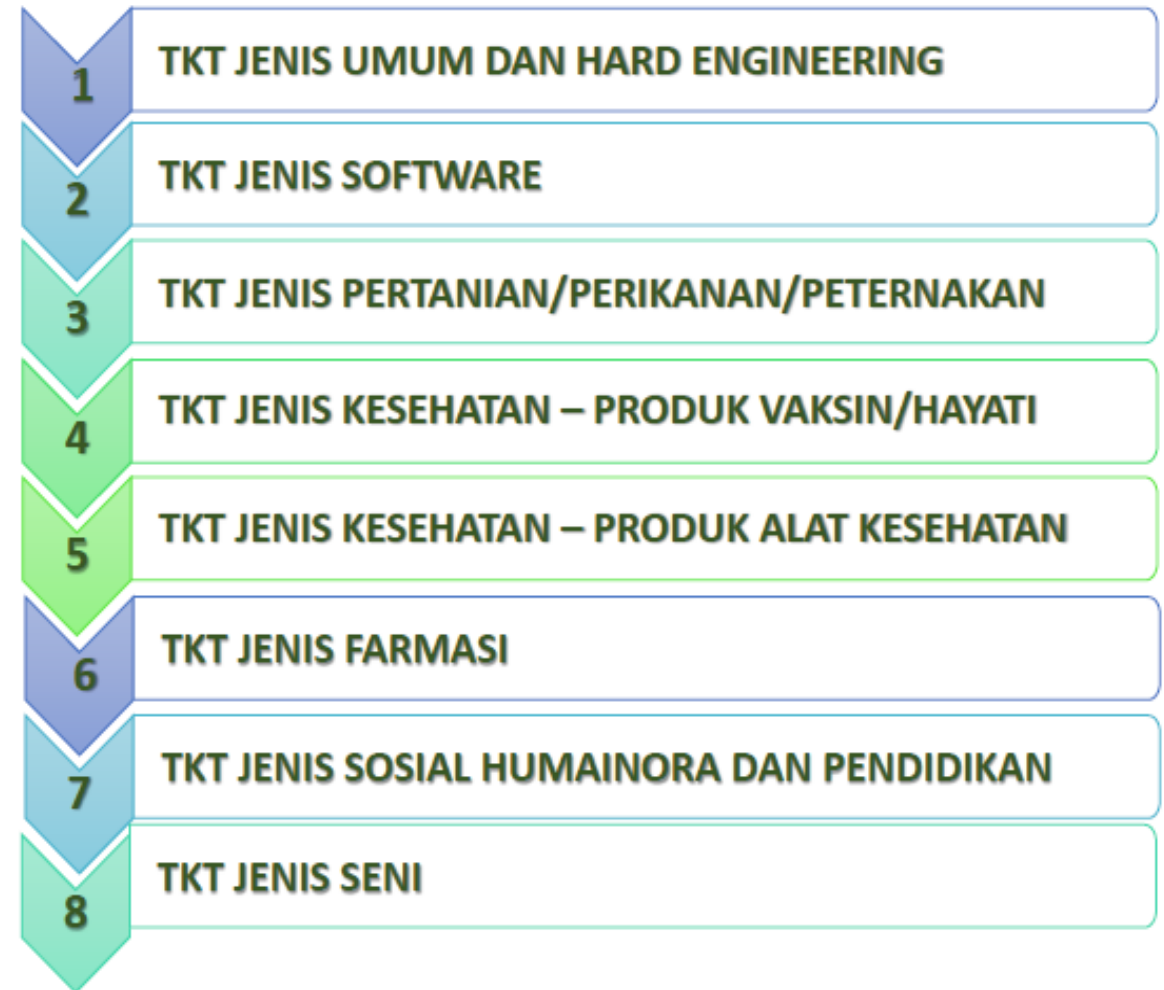 1 TKT JENIS UMUM DAN HARD ENGINEERING
2 TKT JENIS SOFTWARE
3 TKT JENIS PERTANIAN/PERIKANAN/PETERNAKAN
4 TKT JENIS KESEHATAN – PRODUK VAKSIN/HAYATI
5 TKT JENIS KESEHATAN – PRODUK ALAT KESEHATAN
6 TKT JENIS FARMASI
7 TKT JENIS SOSIAL HUMAINORA DAN PENDIDIKAN
8 TKT JENIS SENI